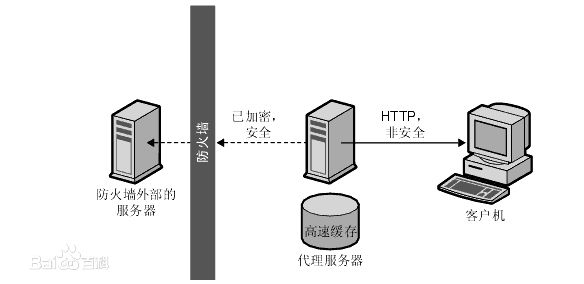 防火墙
已加密，
安全
HTTP，
非安全
防火墙外部的
服务器
高速缓存
代理服务器
客户机
Bai百科